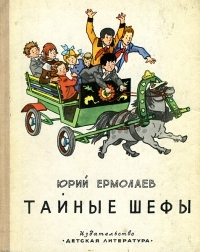 ЮРИЙ ЕРМОЛАЕВ
ТАЙНЫЕ ШЕФЫ
Издательство
"ДЕТСКАЯ ЛИТЕРАТУРА"